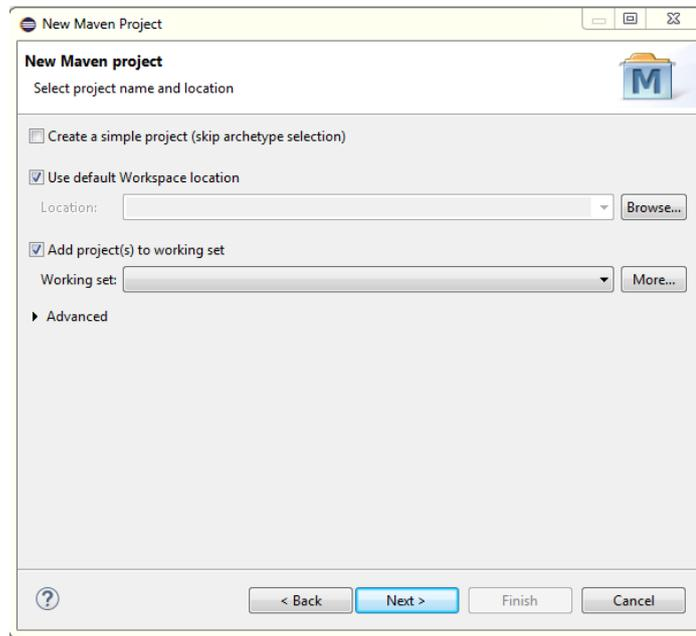 New Maven Project
New Maven project
Select project name and location
M
Create a simple project (skip archetype selection)
Use default Workspace location
Location:
Browse...
Add project(s) to working set
Working set:
More...
Advanced
?
< Back
Next >
Finish
Cancel